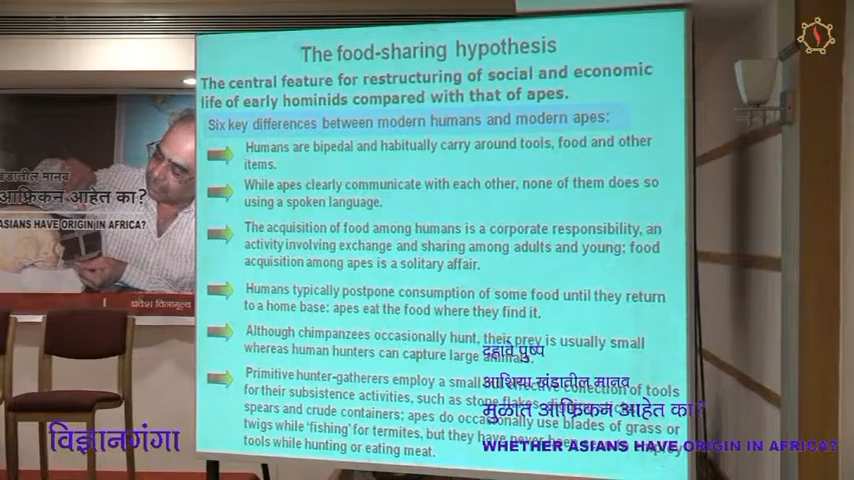 The food-sharing hypothesis
The central feature for restructuring of social and economic
life of early hominids compared with that of apes.
Six key differences between modern humans and modern apes:
Humans are bipedal and habitually carry around tools, food and other
items.
While apes clearly communicate with each other, none of them does so
using a spoken language.
The acquisition of food among humans is a corporate responsibility, an
activity involving exchange and sharing among adults and young; food
acquisition among apes is a solitary affair.
Humans typically postpone consumption of some food until they return
to a home base: apes eat the food where they find it.
Although chimpanzees occasionally hunt, their prey is usually small
whereas human hunters can capture large animals.
Primitive hunter-gatherers employ a small but effective collection of tools
for their subsistence activities, such as stone flakes,
spears and crude containers; apes do occasionally use blades of grass or
twigs while 'fishing' for termites, but they have never been
tools while hunting or eating meat.
खंडातील मानव
आफ्रिकन आहेत का?
ASIANS HAVE ORIGIN IN AFRICA?
प्रवेश विनामूल्य
दहावे पुष्प
आशिया खंडातील मानव
मुळात आफ्रिकन आहेत का?
WHETHER ASIANS HAVE ORIGIN IN AFRICA?
विज्ञानगंगा